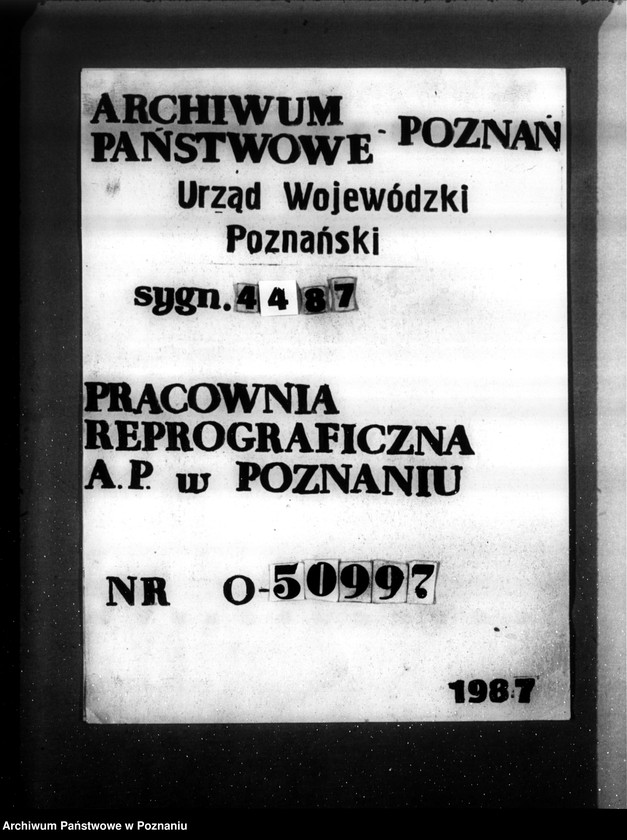 ARCHIWUM
PAŃSTWOWE - POZNAŃ
Urząd Wojewódzki
Poznański
sygn. 4487
PRACOWNIA
REPROGRAFICZNA
A.P. w POZNANIU
NR O-50997
1987
Archiwum Państwowe w Poznaniu